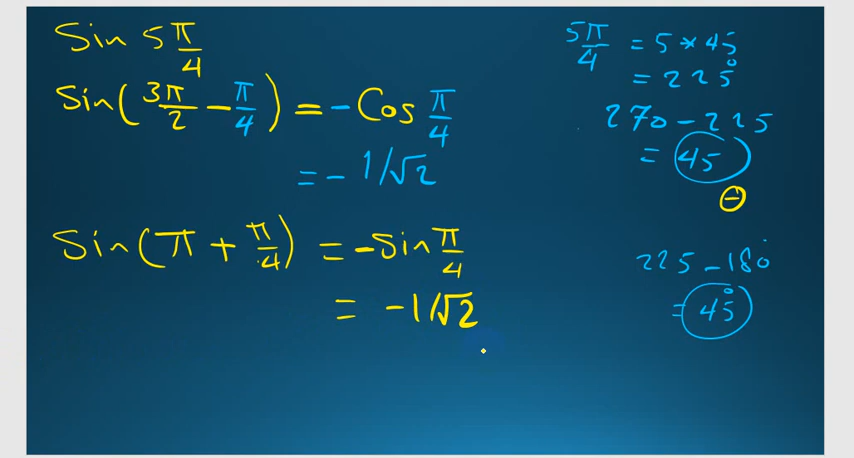 Sin 5π/4
Sin(3π/2 - π/4) = - Cos π/4
= - 1/√2
Sin(π + π/4) = -Sin π/4
= -1/√2
5π/4 = 5 * 45°
= 225°
270 - 225
= 45
-
225 - 180°
= 45°